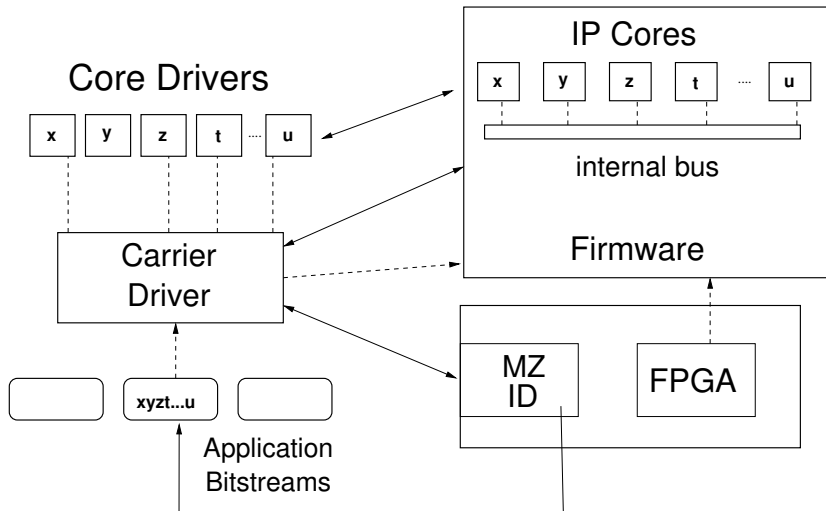 Core Drivers
x y z t .... u
Carrier
Driver
xyzt...u
Application
Bitstreams
IP Cores
x y z t .... u
internal bus
Firmware
MZ
ID
FPGA